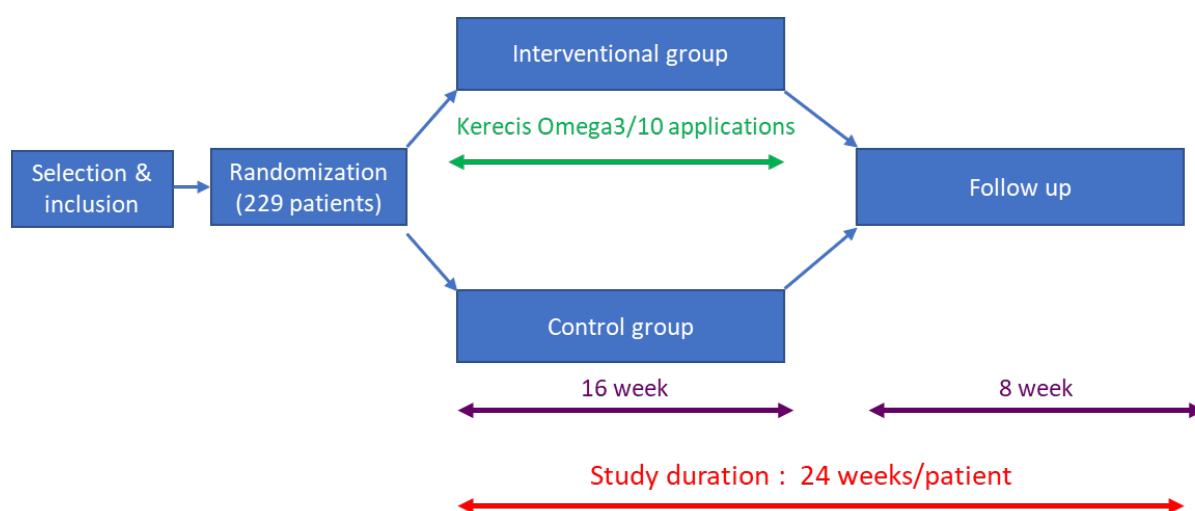 Interventional group
Kerecis Omega3/10 applications
Selection &
inclusion
Randomization
(229 patients)
Follow up
Control group
16 week
8 week
Study duration : 24 weeks/patient